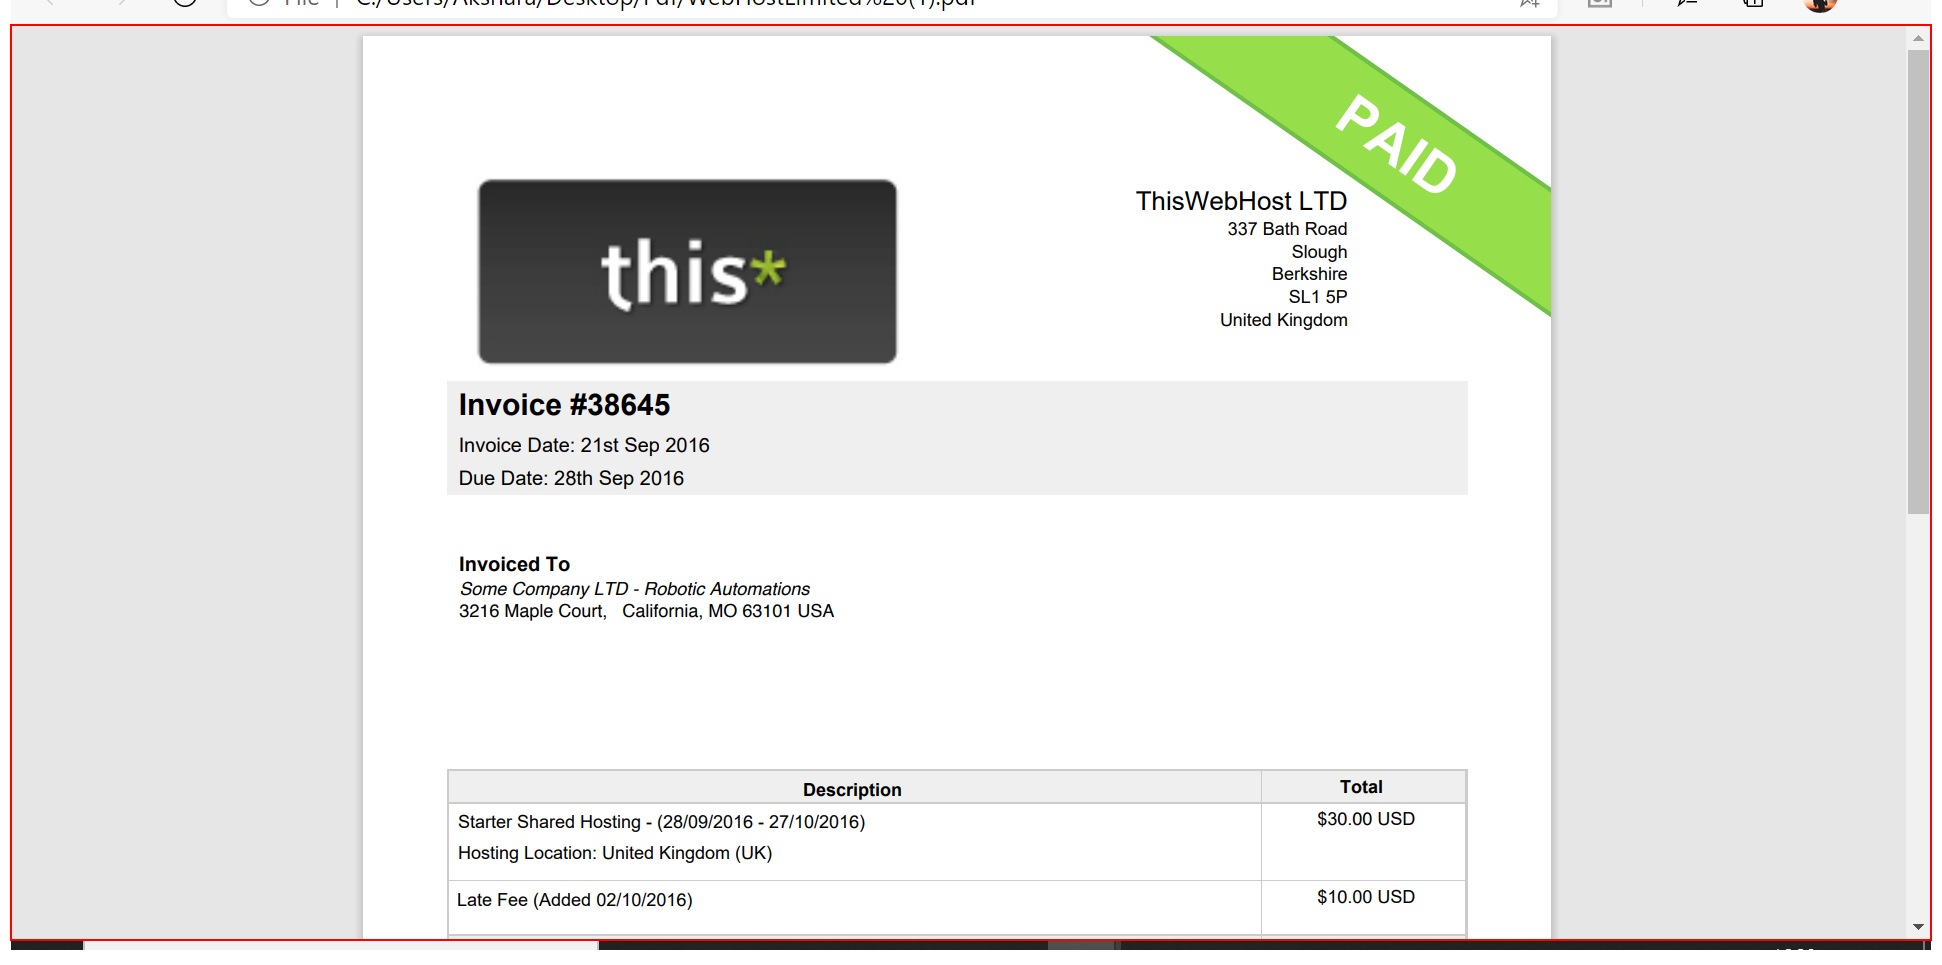 File | C:/Users/Akshara/Desktop/Pdf/WebHostLimited%20(1).pdf
PAID
this*
ThisWebHost LTD
337 Bath Road
Slough
Berkshire
SL1 5P
United Kingdom
Invoice #38645
Invoice Date: 21st Sep 2016
Due Date: 28th Sep 2016
Invoiced To
Some Company LTD - Robotic Automations
3216 Maple Court,   California, MO 63101 USA
Description Total
Starter Shared Hosting - (28/09/2016 - 27/10/2016) $30.00 USD
Hosting Location: United Kingdom (UK)
Late Fee (Added 02/10/2016) $10.00 USD